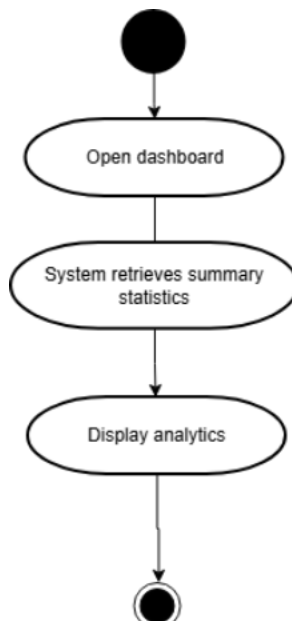 Open dashboard
System retrieves summary
statistics
Display analytics